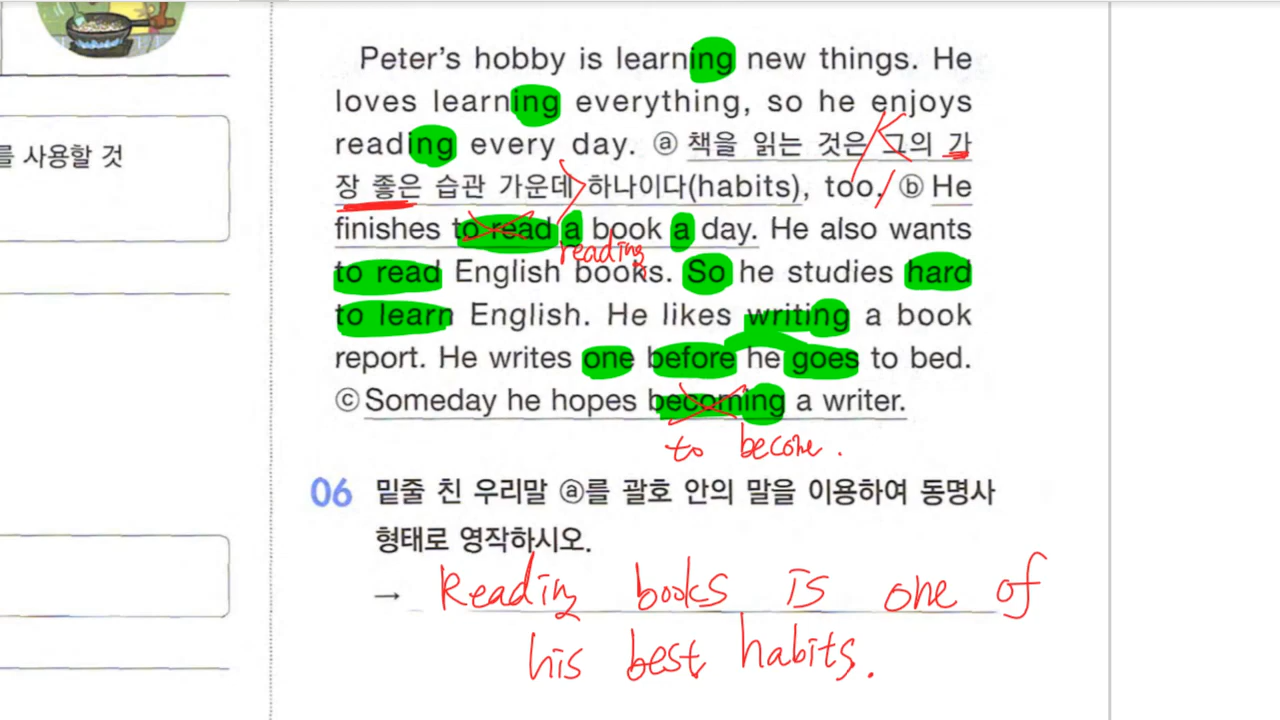 Peter's hobby is learning new things. He
loves learning everything, so he enjoys
reading every day. ⓐ 책을 읽는 것은 그의 가
를 사용할 것
장 좋은 습관 가운데 하나이다(habits), too. ⓑ He
finishes to read a book a day. He also wants
reading
to read English books. So he studies hard
to learn English. He likes writing a book
report. He writes one before he goes to bed.
ⓒ Someday he hopes becoming a writer.
to become.
06 밑줄 친 우리말 ⓐ를 괄호 안의 말을 이용하여 동명사
형태로 영작하시오.
→ Reading books is one of
his best habits.